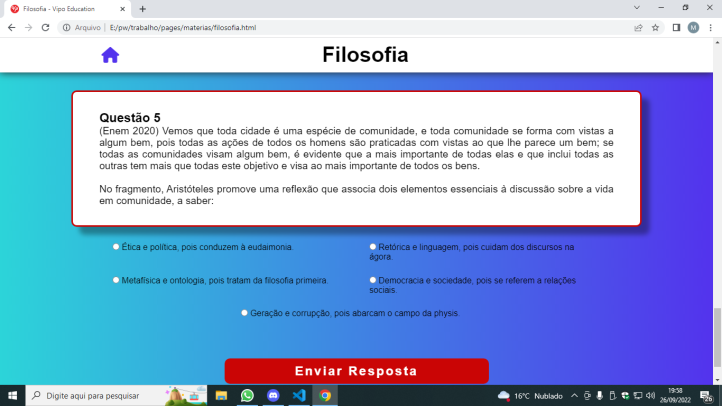 Filosofia - Vipo Education
Arquivo | E:/pw/trabalho/pages/materias/filosofia.html
M
Filosofia
Questão 5
(Enem 2020) Vemos que toda cidade é uma espécie de comunidade, e toda comunidade se forma com vistas a
algum bem, pois todas as ações de todos os homens são praticadas com vistas ao que lhe parece um bem; se
todas as comunidades visam algum bem, é evidente que a mais importante de todas elas e que inclui todas as
outras tem mais que todas este objetivo e visa ao mais importante de todos os bens.
No fragmento, Aristóteles promove uma reflexão que associa dois elementos essenciais à discussão sobre a vida
em comunidade, a saber:
Ética e política, pois conduzem à eudaimonia.
Retórica e linguagem, pois cuidam dos discursos na
ágora.
Metafísica e ontologia, pois tratam da filosofia primeira.
Democracia e sociedade, pois se referem a relações
sociais.
Geração e corrupção, pois abarcam o campo da physis.
Enviar Resposta
Digite aqui para pesquisar
16°C Nublado
19:58
26/09/2022
26